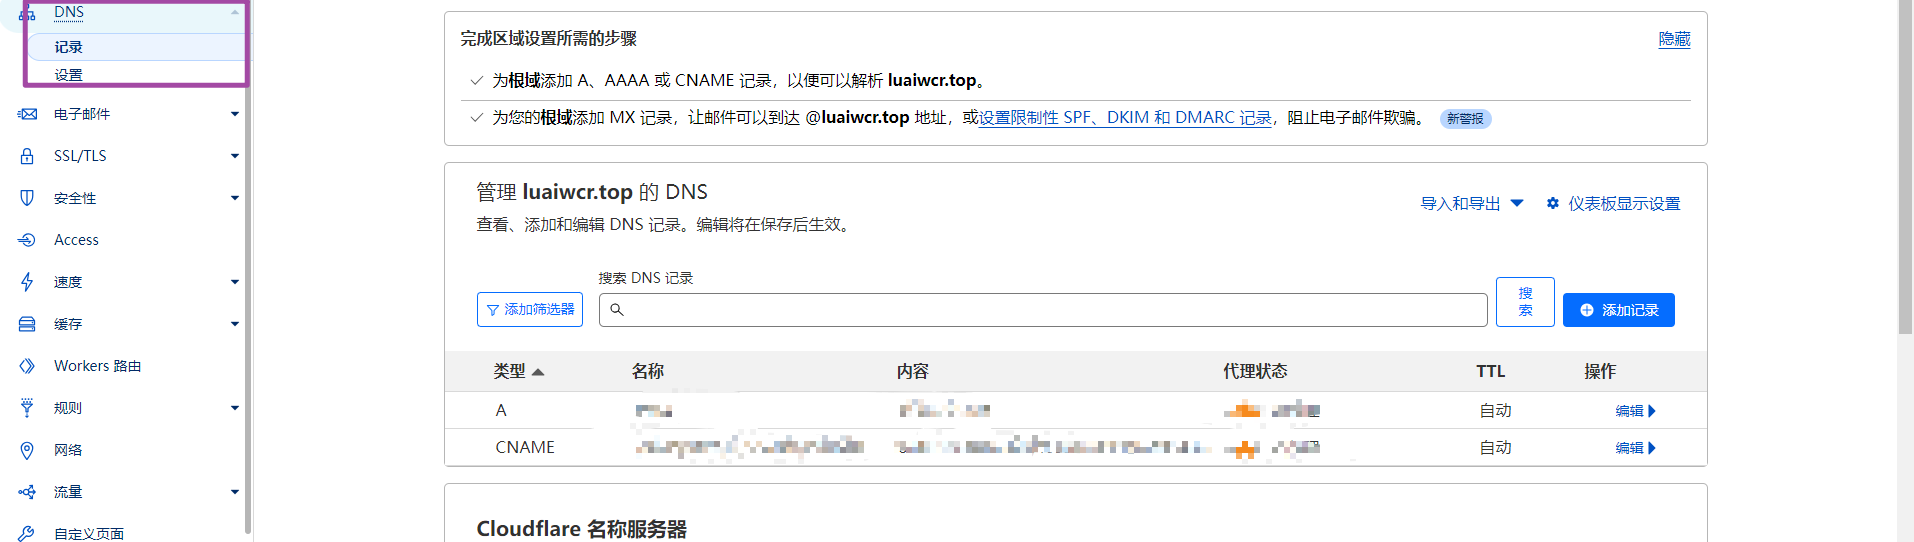 DNS
记录
设置
电子邮件
SSL/TLS
安全性
Access
速度
缓存
Workers 路由
规则
网络
流量
自定义页面
完成区域设置所需的步骤
隐藏
为根域添加 A、AAAA 或 CNAME 记录，以便可以解析 luaiwcr.top。
为您的根域添加 MX 记录，让邮件可以到达 @luaiwcr.top 地址，或设置限制性 SPF、DKIM 和 DMARC 记录，阻止电子邮件欺骗。 新警报
管理 luaiwcr.top 的 DNS
查看、添加和编辑 DNS 记录。编辑将在保存后生效。
导入和导出 仪表板显示设置
搜索 DNS 记录
添加筛选器
搜
索
添加记录
类型 名称 内容 代理状态 TTL 操作
A 自动 编辑
CNAME 自动 编辑
Cloudflare 名称服务器